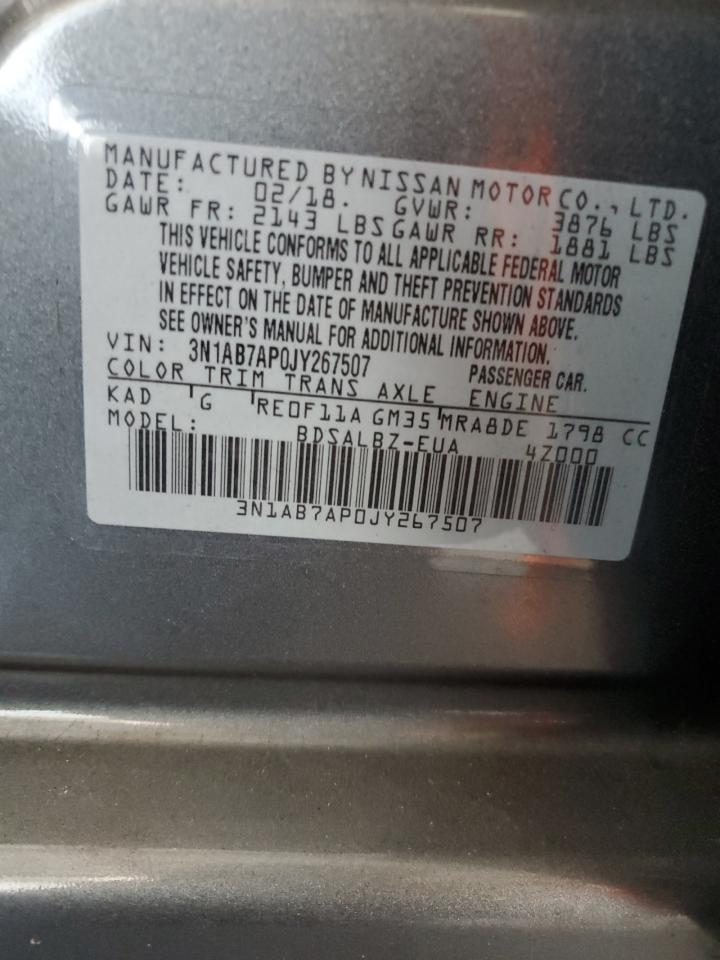 MANUFACTURED BY NISSAN MOTOR CO., LTD.
DATE: 02/18. GVWR: 3876 LBS
GAWR FR: 2143 LBS GAWR RR: 1881 LBS
THIS VEHICLE CONFORMS TO ALL APPLICABLE FEDERAL MOTOR
VEHICLE SAFETY, BUMPER AND THEFT PREVENTION STANDARDS
IN EFFECT ON THE DATE OF MANUFACTURE SHOWN ABOVE.
SEE OWNER'S MANUAL FOR ADDITIONAL INFORMATION.
VIN: 3N1AB7AP0JY267507 PASSENGER CAR.
COLOR TRIM TRANS AXLE ENGINE
KAD G RE0F11A GM35 MRA8DE 1798 CC
MODEL: BDSALBZ-EUA 4Z000
3N1AB7AP0JY267507